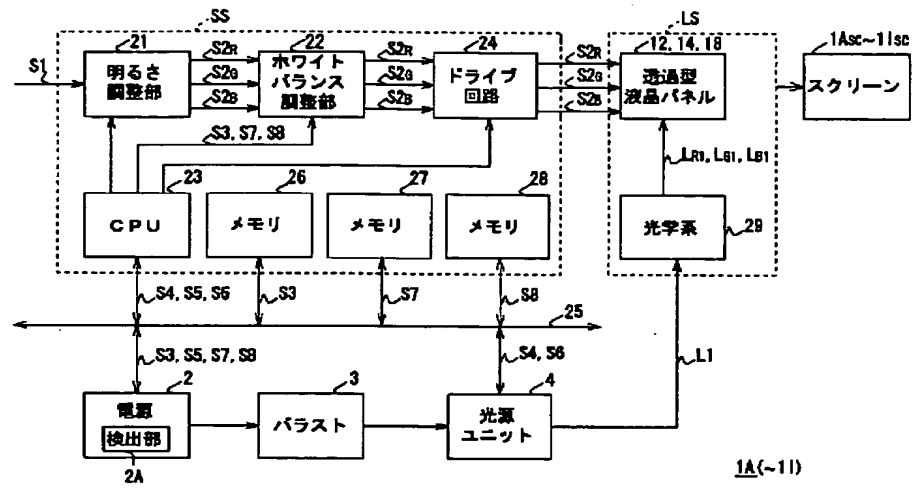 SS
LS
21
22
24
12, 14, 18
1Asc~1Isc
S1
明るさ
調整部
S2R
S2G
S2B
ホワイト
バランス
調整部
S2R
S2G
S2B
ドライブ
回路
S2R
S2G
S2B
透過型
液晶パネル
スクリーン
S3, S7, S8
LR1, LG1, LB1
23
26
27
28
CPU
メモリ
メモリ
メモリ
光学系
29
S4, S5, S6
S3
S7
S8
25
S3, S5, S7, S8
S4, S6
L1
2
3
4
電源
検出部
バラスト
光源
ユニット
2A
1A(~1I)